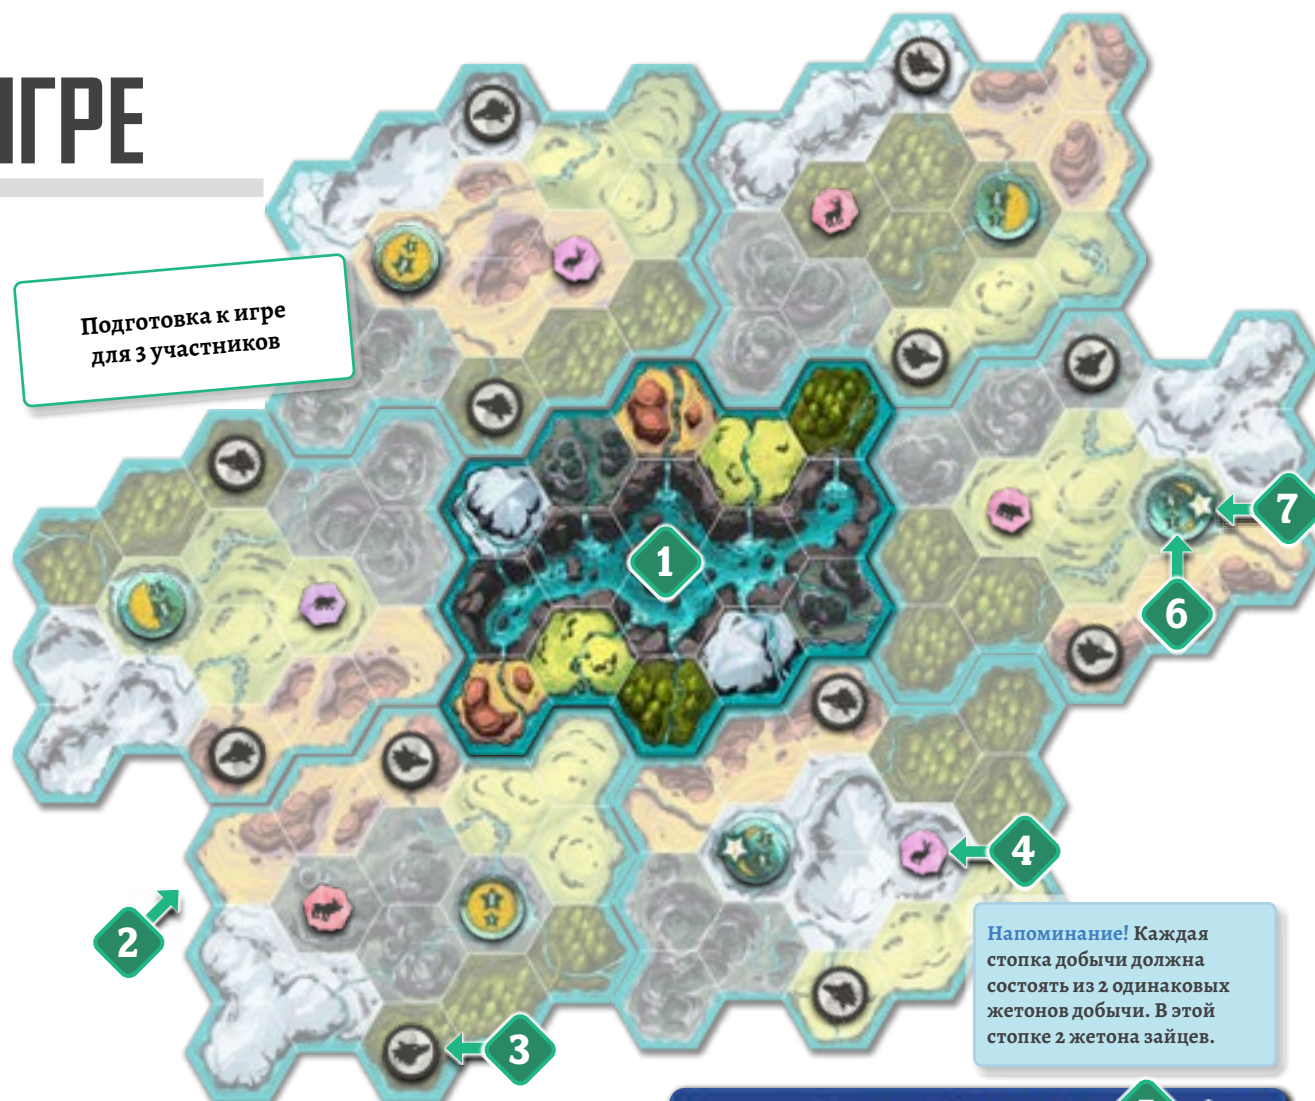 ИГРЕ
Подготовка к игре
для 3 участников
1
7
6
4
2
3
Напоминание! Каждая
стопка добычи должна
состоять из 2 одинаковых
жетонов добычи. В этой
стопке 2 жетона зайцев.